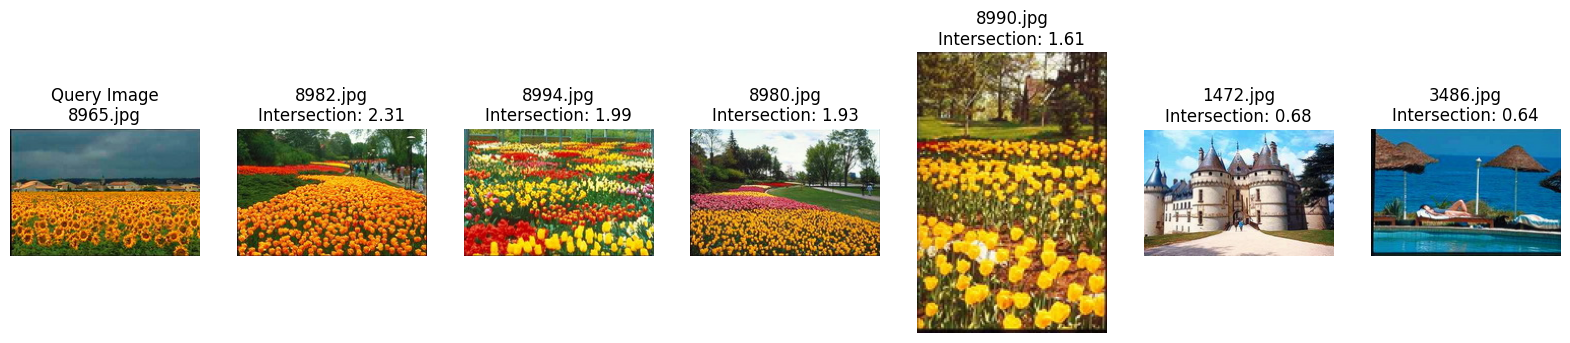 Query Image
8965.jpg
8982.jpg
Intersection: 2.31
8994.jpg
Intersection: 1.99
8980.jpg
Intersection: 1.93
8990.jpg
Intersection: 1.61
1472.jpg
Intersection: 0.68
3486.jpg
Intersection: 0.64